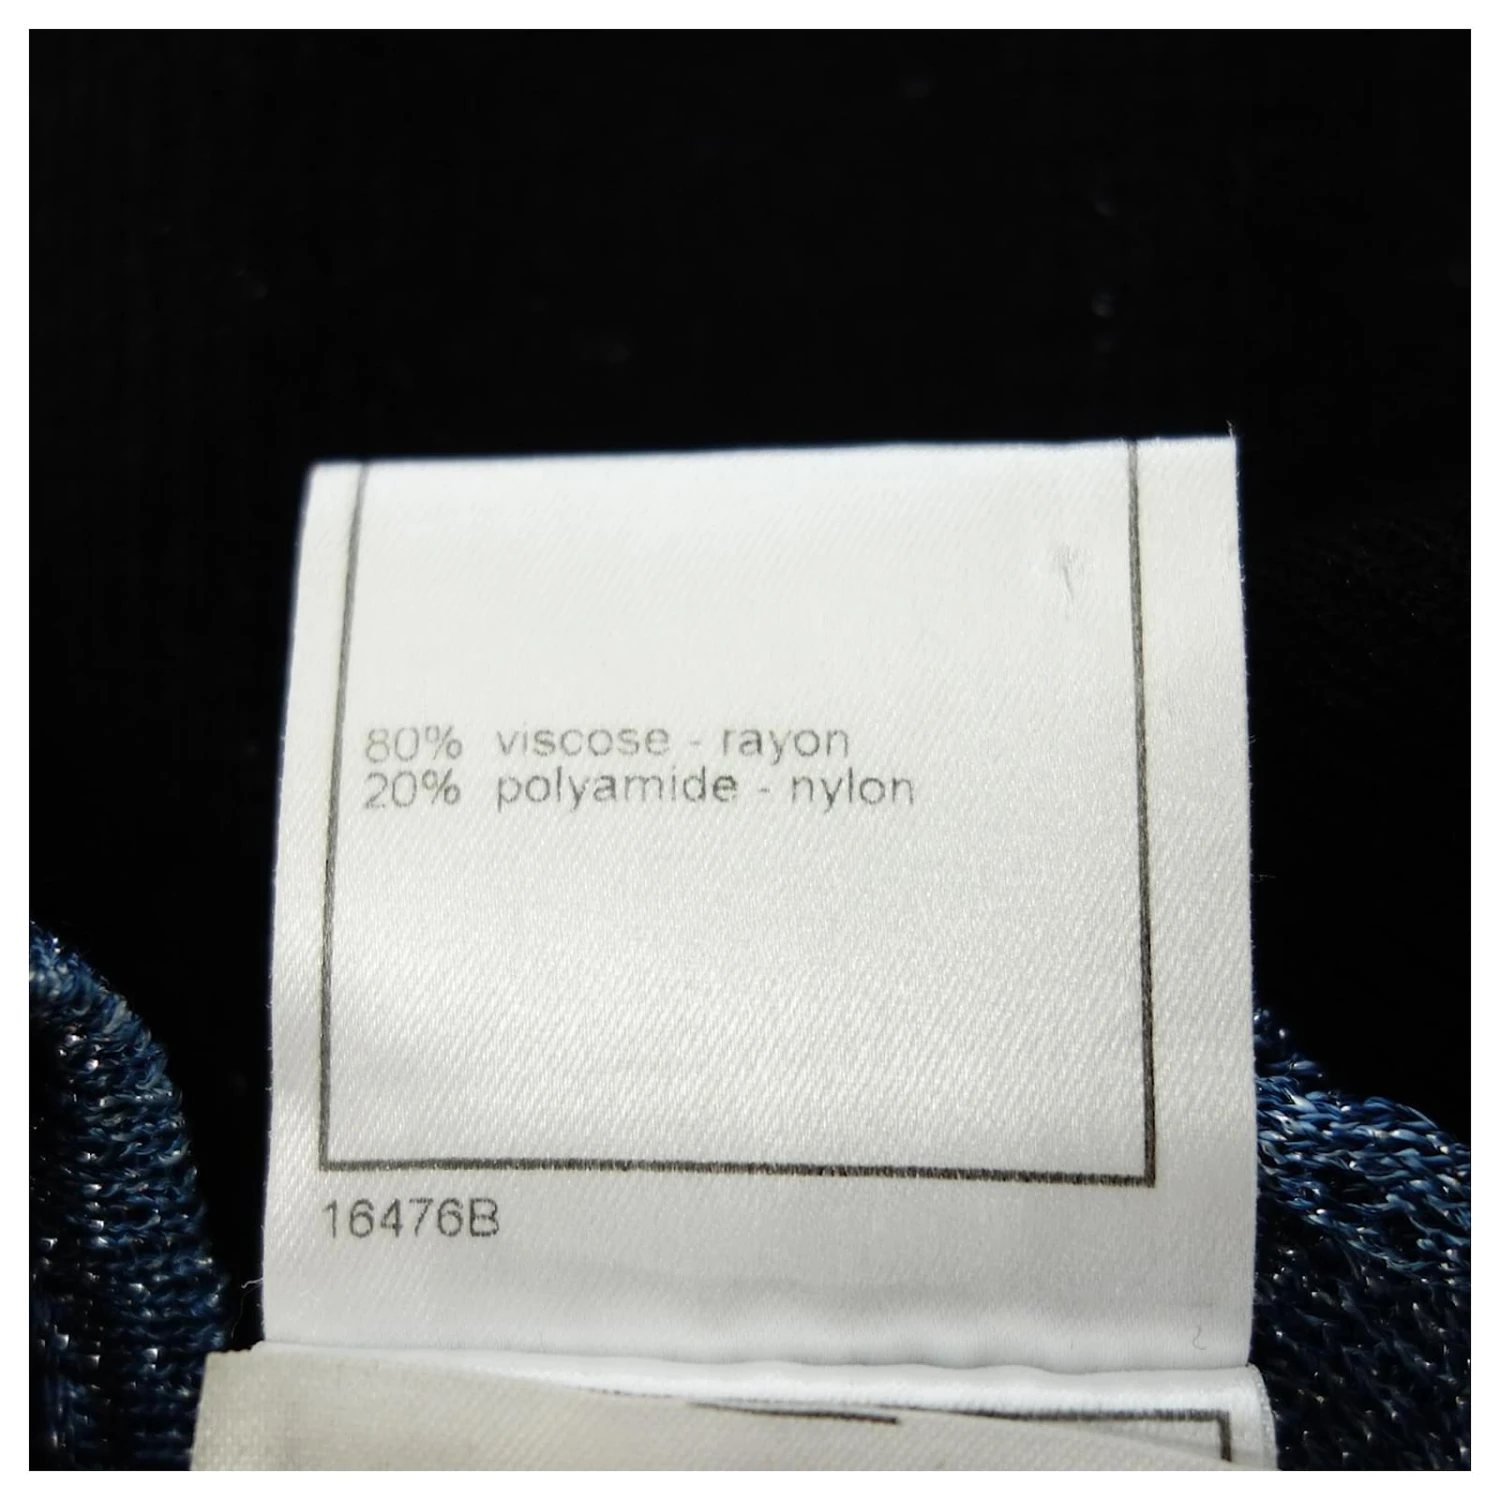 80% viscose - rayon
20% polyamide - nylon
16476B